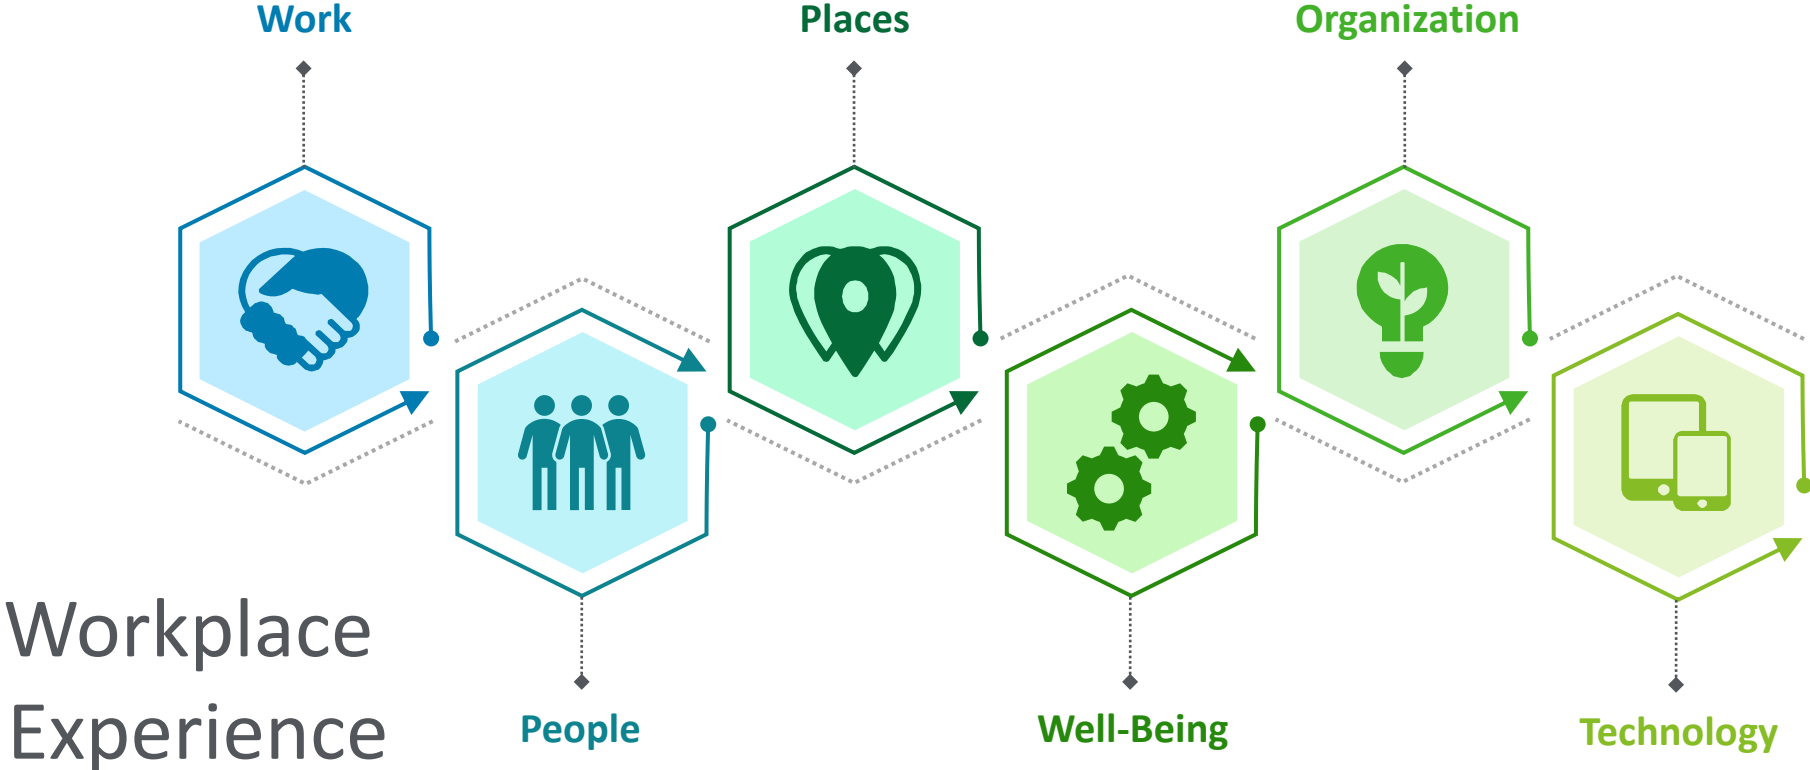 Work
Places
Organization
Workplace
Experience
People
Well-Being
Technology